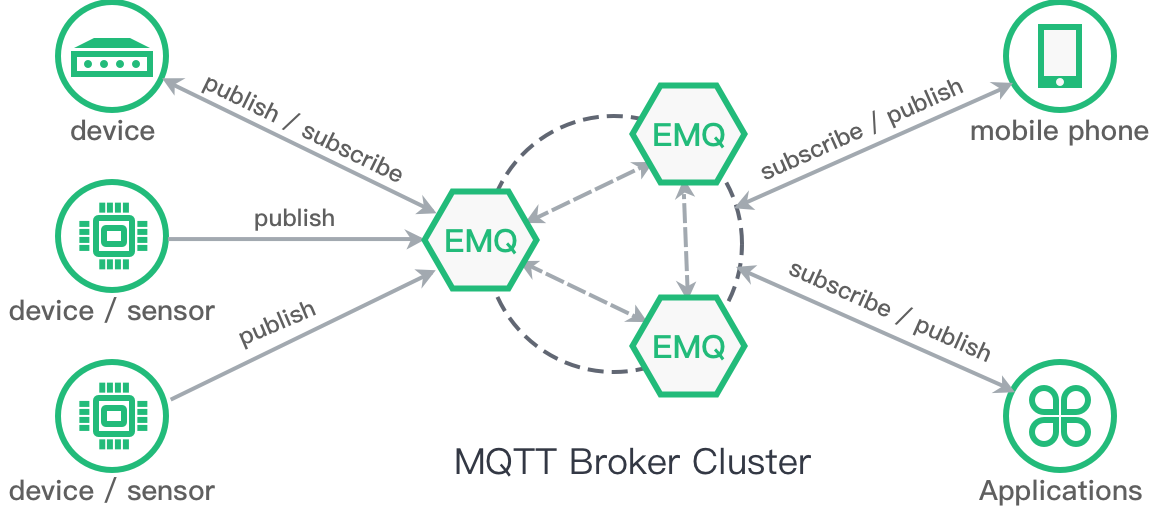 publish / subscribe
device
publish
device / sensor
publish
device / sensor
EMQ
EMQ
EMQ
MQTT Broker Cluster
subscribe / publish
mobile phone
subscribe / publish
Applications